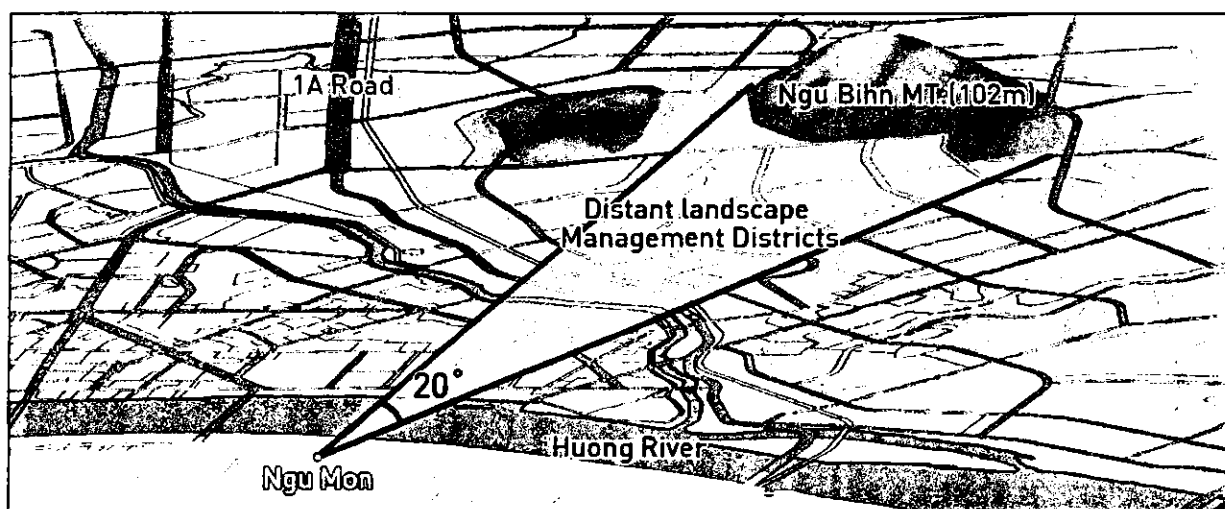 1A Road
Ngu Bihn MT.(102m)
Distant landscape
Management Districts
20°
Huong River
Ngu Mon